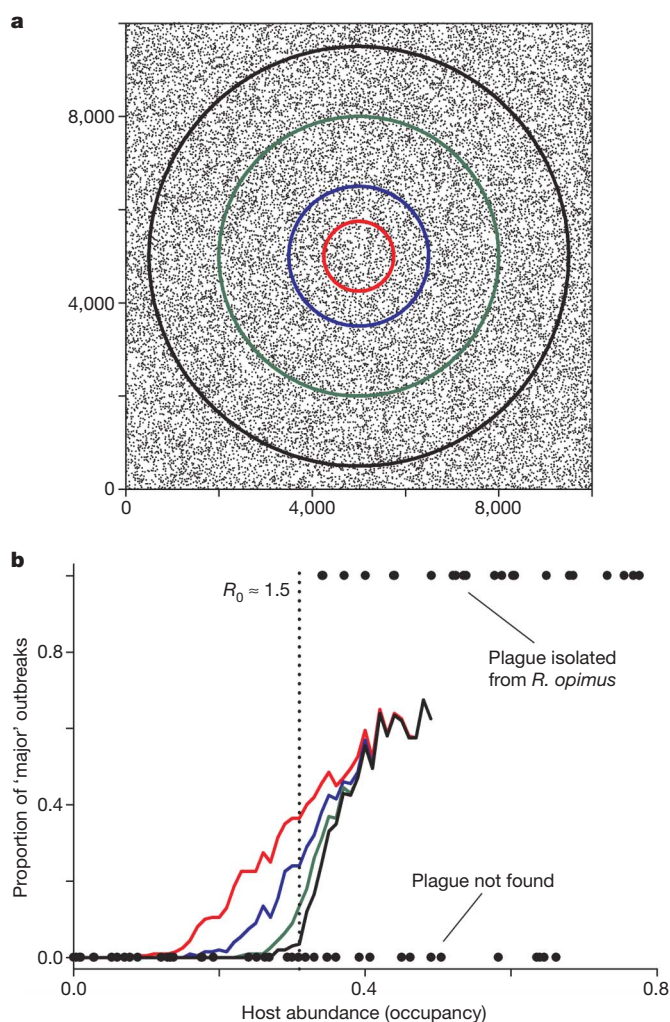 a
8,000
4,000
0
0
4,000
8,000
b
R₀ ≈ 1.5
0.8
Plague isolated
from R. opimus
Proportion of 'major' outbreaks
0.4
Plague not found
0.0
0.0
0.4
0.8
Host abundance (occupancy)